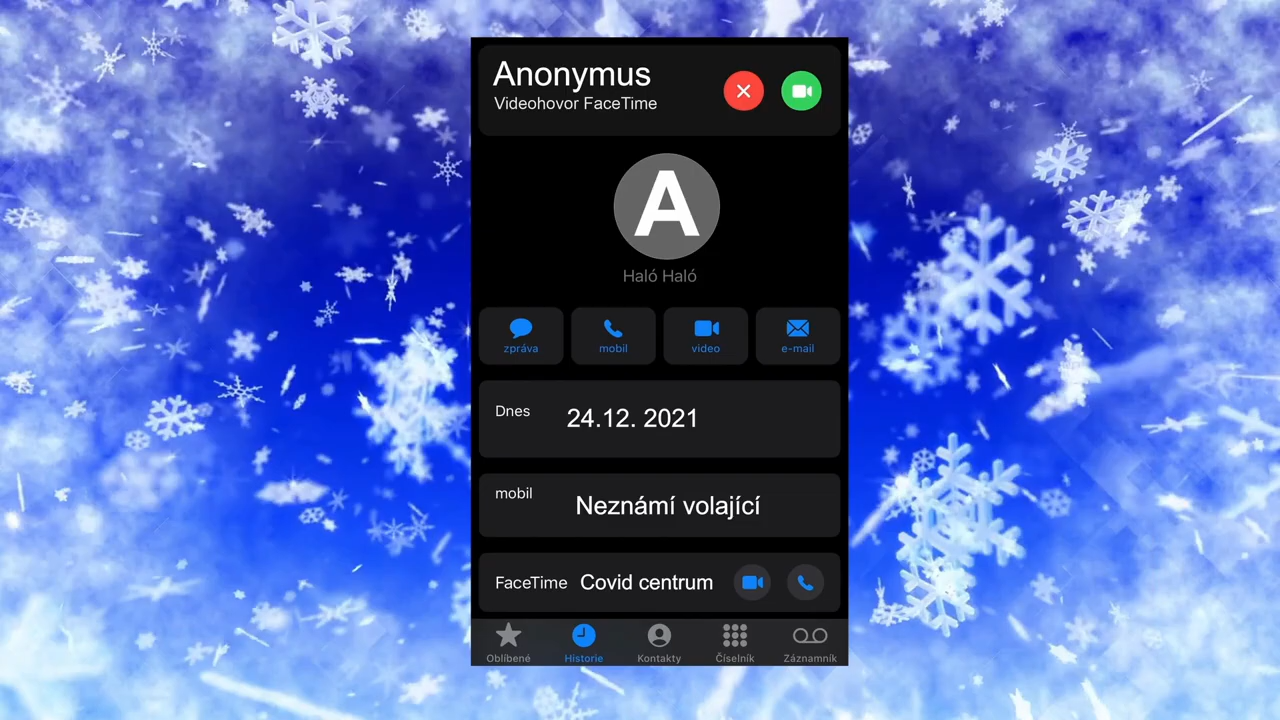 Anonymus
Videohovor FaceTime
A
Haló Haló
zpráva mobil video e-mail
Dnes 24.12. 2021
mobil Neznámí volající
FaceTime Covid centrum
Oblíbené Historie Kontakty Číselník Záznamník